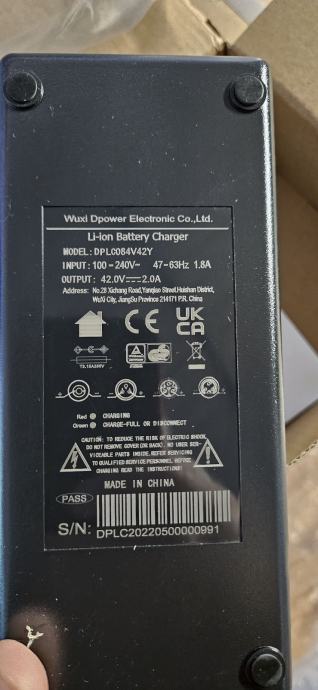 Wuxi Dpower Electronic Co.,Ltd.
Li-ion Battery Charger
MODEL: DPLC084V42Y
INPUT: 100-240V~ 47-63Hz 1.8A
OUTPUT: 42.0V⎓2.0A
Address: No.28 Xichang Road,Yanqiao Street,Huishan District,
WuXi City, JiangSu Province 214171 P.R. China
CE UK
CA
T3.15A250V
Red CHARGING
Green CHARGE-FULL OR DISCONNECT
CAUTION: TO REDUCE THE RISK OF ELECTRIC SHOCK,
DO NOT REMOVE COVER (OR BACK). NO USER SER-
VICEABLE PARTS INSIDE. REFER SERVICING
TO QUALIFIED SERVICE PERSONNEL. BEFORE
CHARGING READ THE INSTRUCTIONS!
MADE IN CHINA
PASS
S/N:
DPLC20220500000991